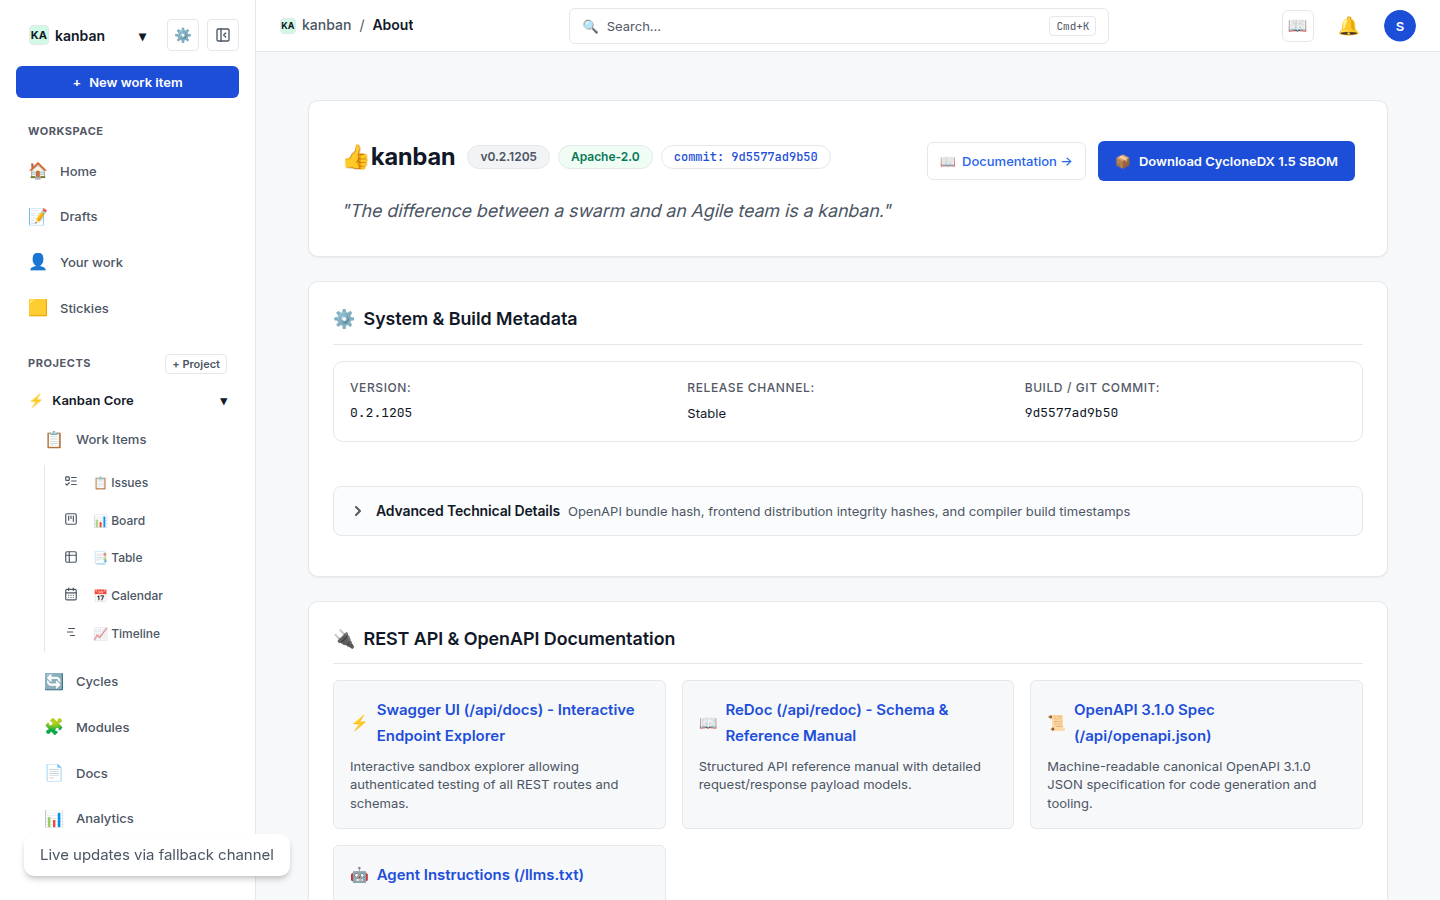 KA kanban ▾
+ New work item
WORKSPACE
Home
Drafts
Your work
Stickies
PROJECTS
+ Project
Kanban Core ▾
Work Items
Issues
Board
Table
Calendar
Timeline
Cycles
Modules
Docs
Analytics
Live updates via fallback channel
KA kanban / About
Search...
Cmd+K
S
kanban
v0.2.1205
Apache-2.0
commit: 9d5577ad9b50
Documentation →
Download CycloneDX 1.5 SBOM
"The difference between a swarm and an Agile team is a kanban."
System & Build Metadata
VERSION:
0.2.1205
RELEASE CHANNEL:
Stable
BUILD / GIT COMMIT:
9d5577ad9b50
Advanced Technical Details OpenAPI bundle hash, frontend distribution integrity hashes, and compiler build timestamps
REST API & OpenAPI Documentation
Swagger UI (/api/docs) - Interactive
Endpoint Explorer
Interactive sandbox explorer allowing
authenticated testing of all REST routes and
schemas.
ReDoc (/api/redoc) - Schema &
Reference Manual
Structured API reference manual with detailed
request/response payload models.
OpenAPI 3.1.0 Spec
(/api/openapi.json)
Machine-readable canonical OpenAPI 3.1.0
JSON specification for code generation and
tooling.
Agent Instructions (/llms.txt)